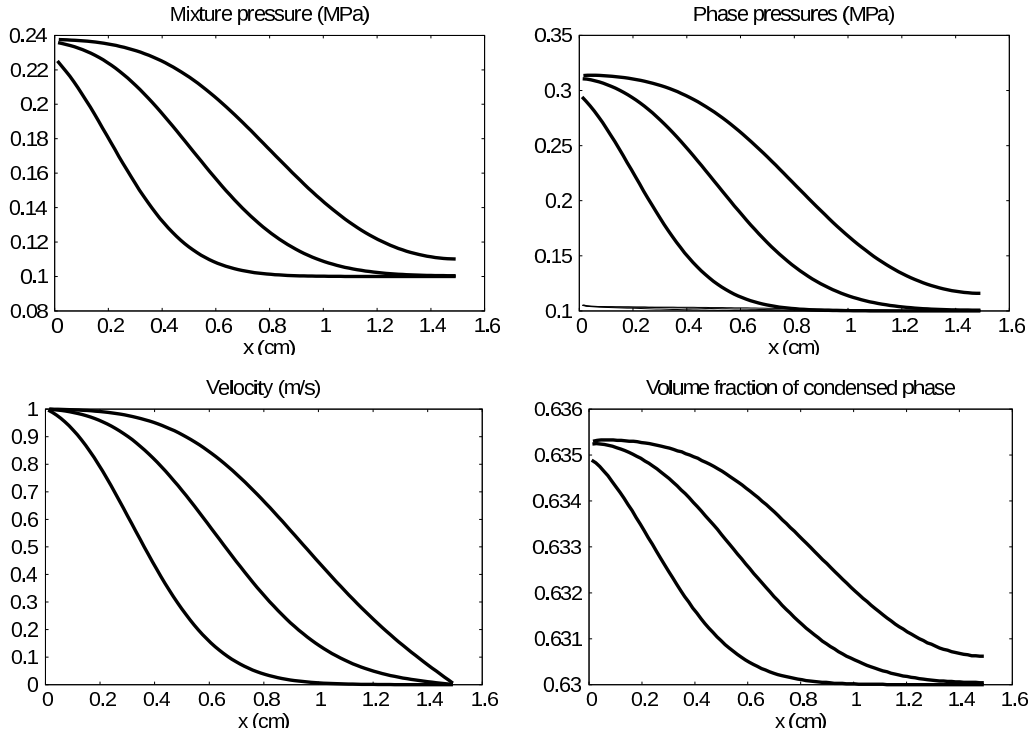 Mixture pressure (MPa)
0.24
0.22
0.2
0.18
0.16
0.14
0.12
0.1
0.08
0 0.2 0.4 0.6 0.8 1 1.2 1.4 1.6
x (cm)
Phase pressures (MPa)
0.35
0.3
0.25
0.2
0.15
0.1
0 0.2 0.4 0.6 0.8 1 1.2 1.4 1.6
x (cm)
Velocity (m/s)
1
0.9
0.8
0.7
0.6
0.5
0.4
0.3
0.2
0.1
0
0 0.2 0.4 0.6 0.8 1 1.2 1.4 1.6
x (cm)
Volume fraction of condensed phase
0.636
0.635
0.634
0.633
0.632
0.631
0.63
0 0.2 0.4 0.6 0.8 1 1.2 1.4 1.6
x (cm)